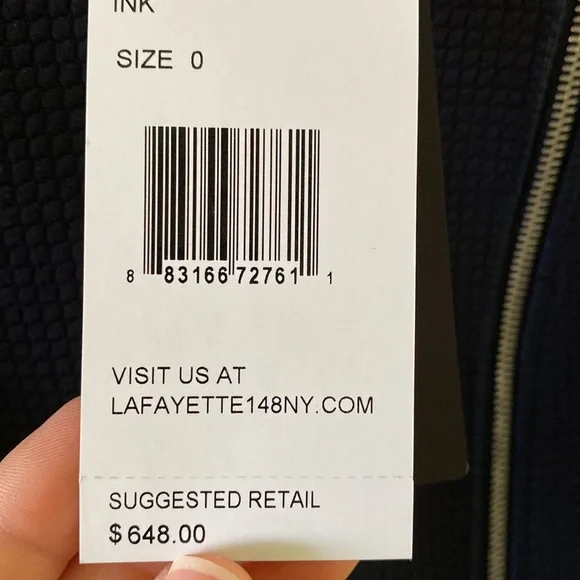 INK
SIZE 0
8 83166 72761 1
VISIT US AT
LAFAYETTE148NY.COM
SUGGESTED RETAIL
$648.00